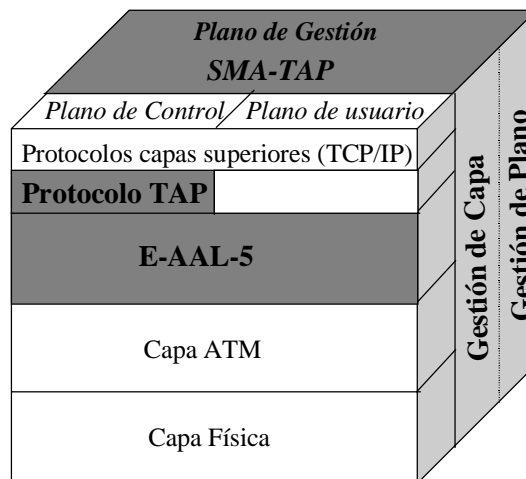 Plano de Gestión
SMA-TAP
Plano de Control
Plano de usuario
Protocolos capas superiores (TCP/IP)
Protocolo TAP
E-AAL-5
Capa ATM
Capa Física
Gestión de Capa
Gestión de Plano